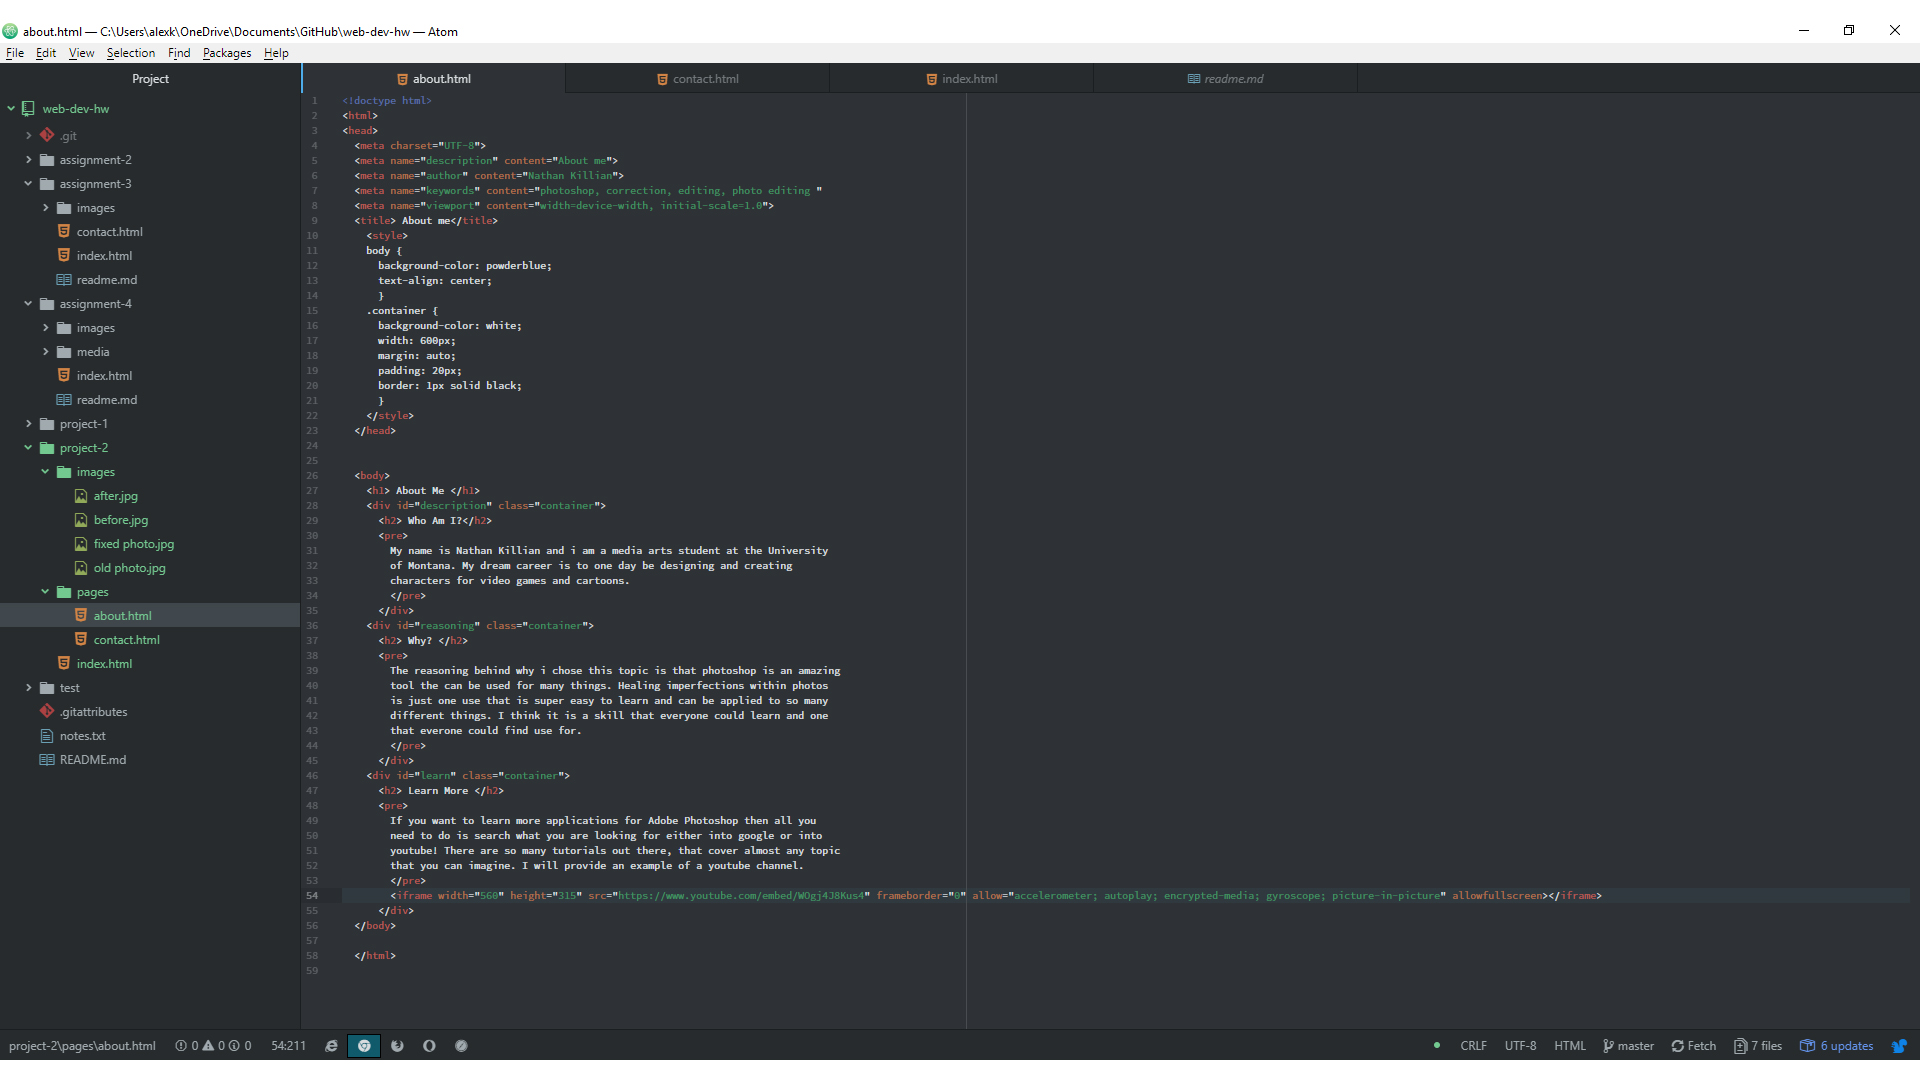 about.html — C:\Users\alexk\OneDrive\Documents\GitHub\web-dev-hw — Atom
File Edit View Selection Find Packages Help
Project
about.html contact.html index.html readme.md
web-dev-hw
.git
assignment-2
assignment-3
images
contact.html
index.html
readme.md
assignment-4
images
media
index.html
readme.md
project-1
project-2
images
after.jpg
before.jpg
fixed photo.jpg
old photo.jpg
pages
about.html
contact.html
index.html
test
.gitattributes
notes.txt
README.md
1 <!doctype html>
2 <html>
3 <head>
4 <meta charset="UTF-8">
5 <meta name="description" content="About me">
6 <meta name="author" content="Nathan Killian">
7 <meta name="keywords" content="photoshop, correction, editing, photo editing "
8 <meta name="viewport" content="width=device-width, initial-scale=1.0">
9 <title> About me</title>
10 <style>
11 body {
12 background-color: powderblue;
13 text-align: center;
14 }
15 .container {
16 background-color: white;
17 width: 600px;
18 margin: auto;
19 padding: 20px;
20 border: 1px solid black;
21 }
22 </style>
23 </head>
24
25
26 <body>
27 <h1> About Me </h1>
28 <div id="description" class="container">
29 <h2> Who Am I?</h2>
30 <pre>
31 My name is Nathan Killian and i am a media arts student at the University
32 of Montana. My dream career is to one day be designing and creating
33 characters for video games and cartoons.
34 </pre>
35 </div>
36 <div id="reasoning" class="container">
37 <h2> Why? </h2>
38 <pre>
39 The reasoning behind why i chose this topic is that photoshop is an amazing
40 tool the can be used for many things. Healing imperfections within photos
41 is just one use that is super easy to learn and can be applied to so many
42 different things. I think it is a skill that everyone could learn and one
43 that everone could find use for.
44 </pre>
45 </div>
46 <div id="learn" class="container">
47 <h2> Learn More </h2>
48 <pre>
49 If you want to learn more applications for Adobe Photoshop then all you
50 need to do is search what you are looking for either into google or into
51 youtube! There are so many tutorials out there, that cover almost any topic
52 that you can imagine. I will provide an example of a youtube channel.
53 </pre>
54 <iframe width="560" height="315" src="https://www.youtube.com/embed/WOgj4J8Kus4" frameborder="0" allow="accelerometer; autoplay; encrypted-media; gyroscope; picture-in-picture" allowfullscreen></iframe>
55 </div>
56 </body>
57
58 </html>
59
project-2\pages\about.html 0 0 0 54:211 CRLF UTF-8 HTML master Fetch 7 files 6 updates